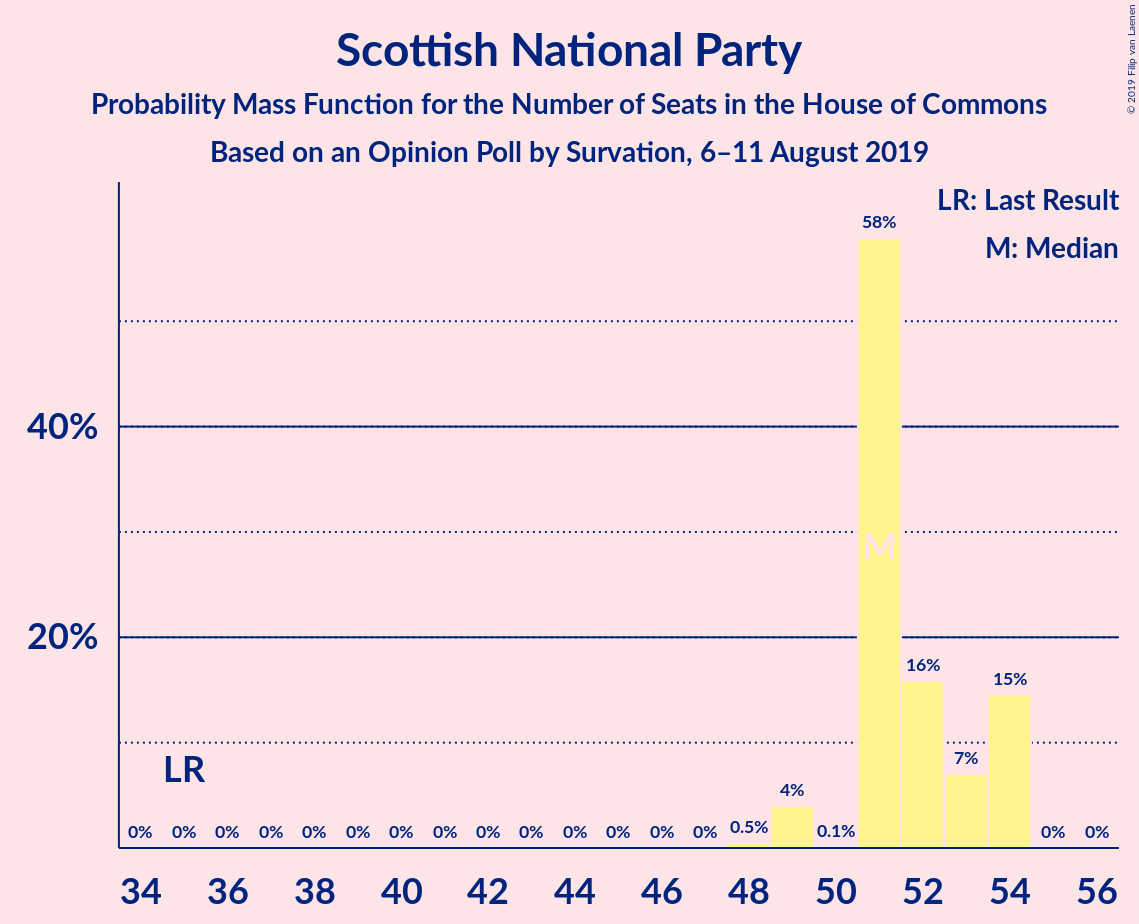 Scottish National Party
Probability Mass Function for the Number of Seats in the House of Commons
Based on an Opinion Poll by Survation, 6–11 August 2019
© 2019 Filip van Laenen
LR: Last Result
M: Median
58%
40%
M
20%
16%
15%
7%
LR
4%
0% 0% 0% 0% 0% 0% 0% 0% 0% 0% 0% 0% 0% 0% 0.5% 0.1% 0% 0%
34 36 38 40 42 44 46 48 50 52 54 56